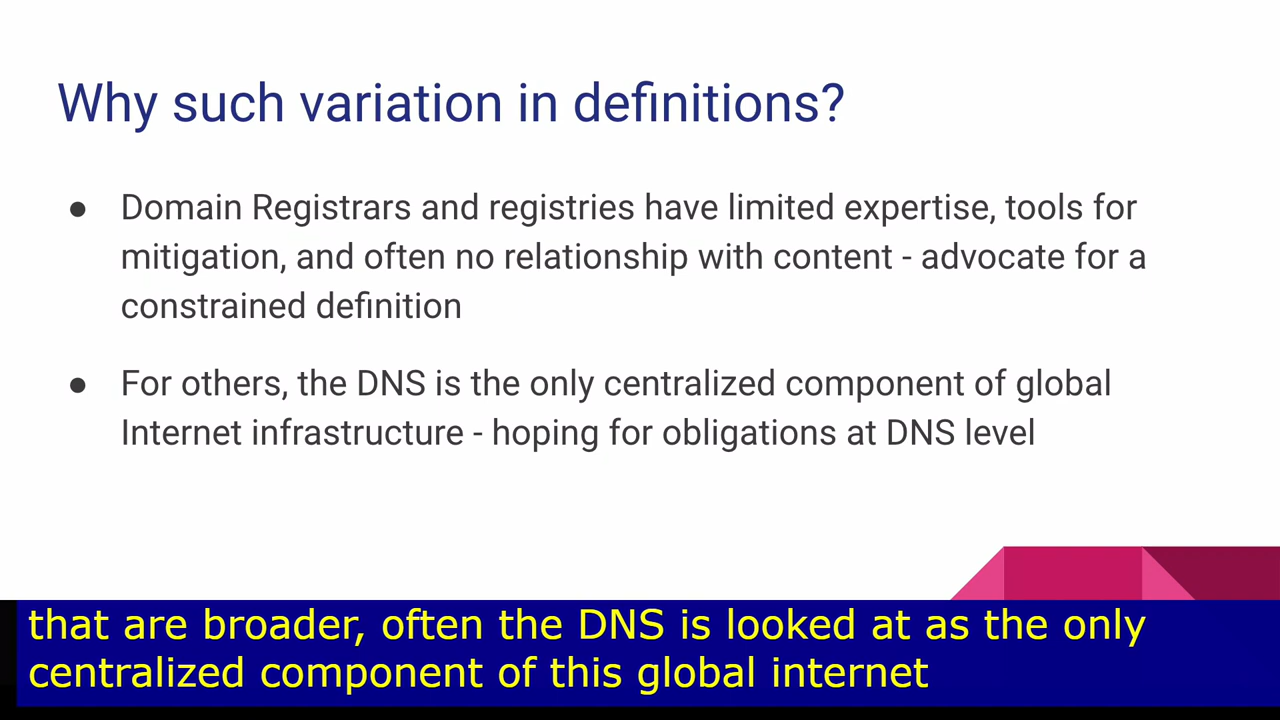 Why such variation in definitions?
● Domain Registrars and registries have limited expertise, tools for
mitigation, and often no relationship with content - advocate for a
constrained definition
● For others, the DNS is the only centralized component of global
Internet infrastructure - hoping for obligations at DNS level
that are broader, often the DNS is looked at as the only
centralized component of this global internet